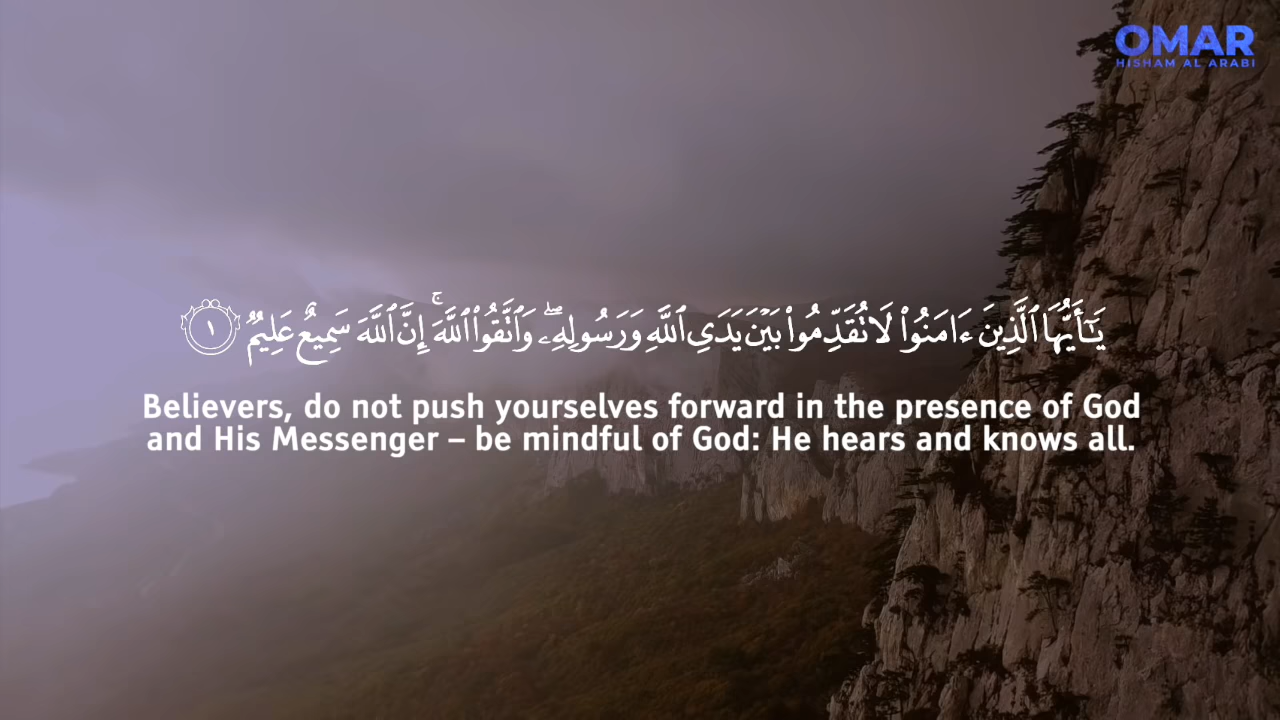 OMAR
HISHAM AL ARABI
يَـٰٓأَيُّهَا ٱلَّذِينَ ءَامَنُوا۟ لَا تُقَدِّمُوا۟ بَيْنَ يَدَىِ ٱللَّهِ وَرَسُولِهِۦ ۖ وَٱتَّقُوا۟ ٱللَّهَ ۚ إِنَّ ٱللَّهَ سَمِيعٌ عَلِيمٌ ١
Believers, do not push yourselves forward in the presence of God
and His Messenger – be mindful of God: He hears and knows all.